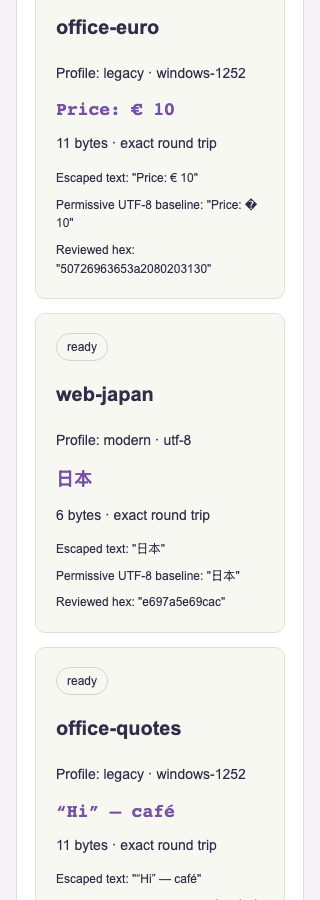 office-euro
Profile: legacy · windows-1252
Price: € 10
11 bytes · exact round trip
Escaped text: "Price: € 10"
Permissive UTF-8 baseline: "Price: �
10"
Reviewed hex:
"50726963653a2080203130"
ready
web-japan
Profile: modern · utf-8
日本
6 bytes · exact round trip
Escaped text: "日本"
Permissive UTF-8 baseline: "日本"
Reviewed hex: "e697a5e69cac"
ready
office-quotes
Profile: legacy · windows-1252
“Hi” — café
11 bytes · exact round trip
Escaped text: "“Hi” — café"